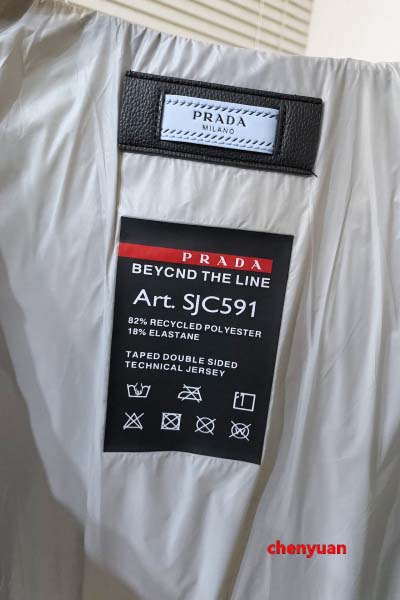 PRADA
MILANO
PRADA
BEYCND THE LINE
Art. SJC591
82% RECYCLED POLYESTER
18% ELASTANE
TAPED DOUBLE SIDED
TECHNICAL JERSEY
chenyuan